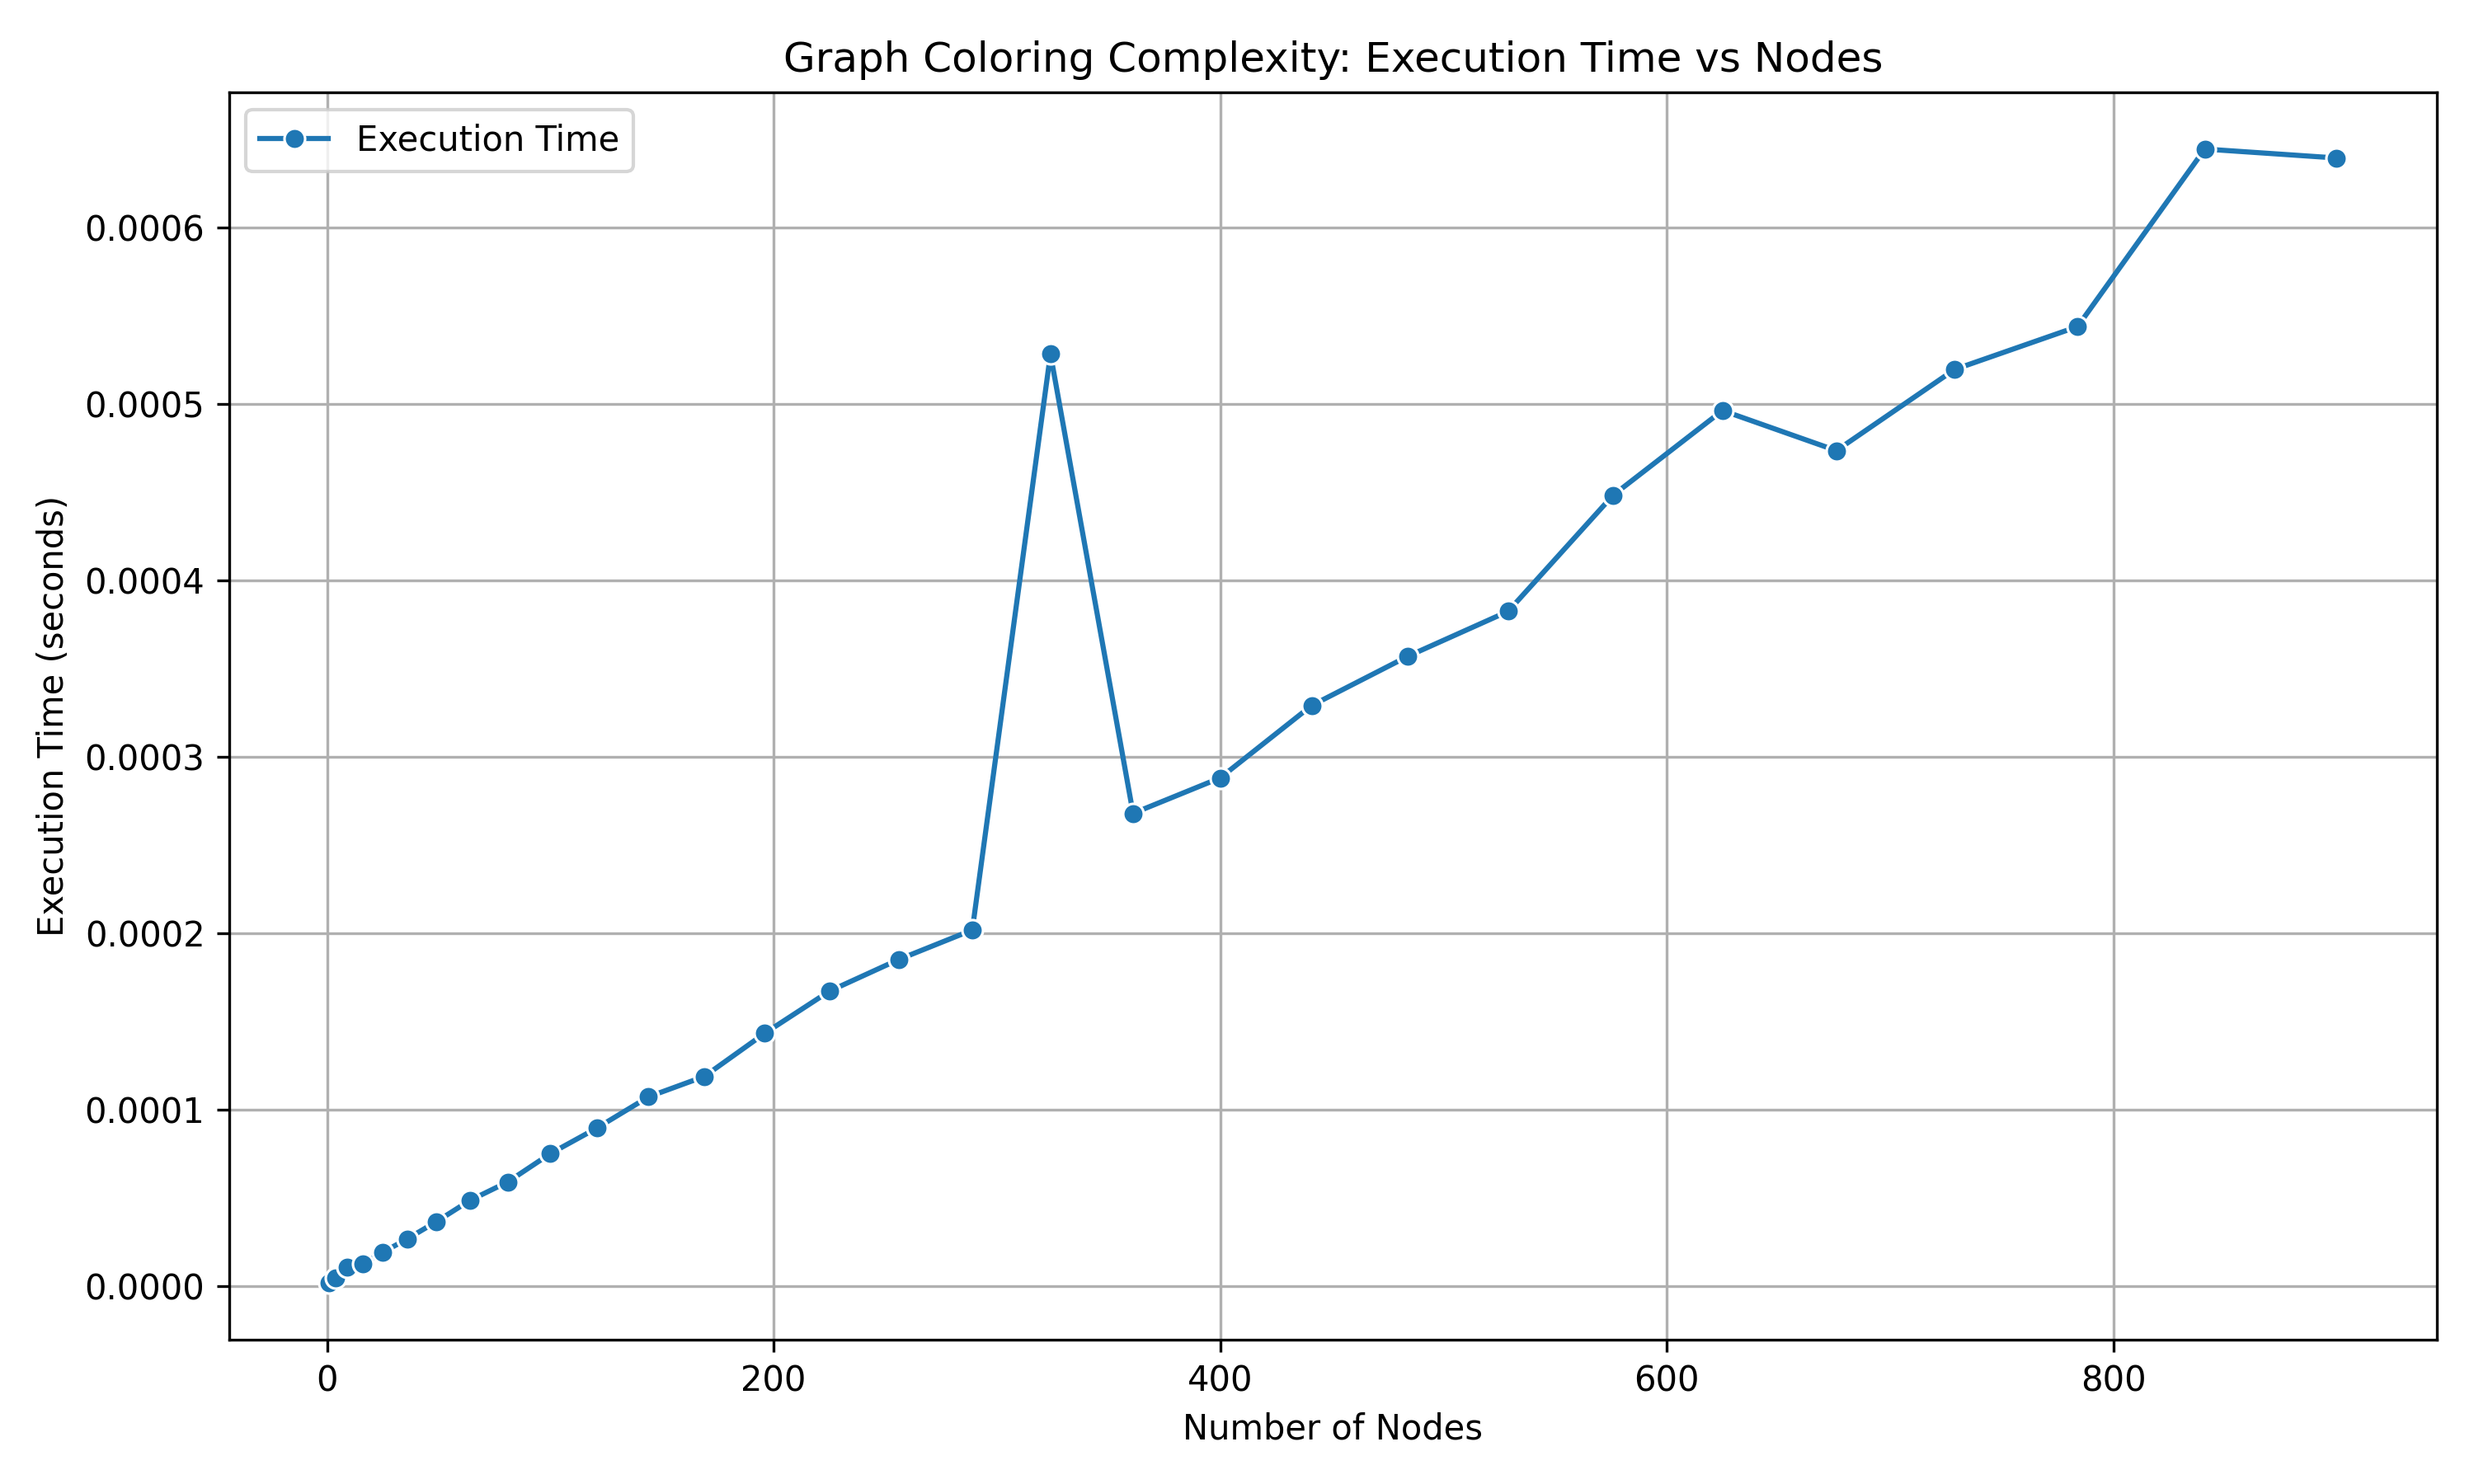 Graph Coloring Complexity: Execution Time vs Nodes
Execution Time
Execution Time (seconds)
0.0006
0.0005
0.0004
0.0003
0.0002
0.0001
0.0000
0 200 400 600 800
Number of Nodes